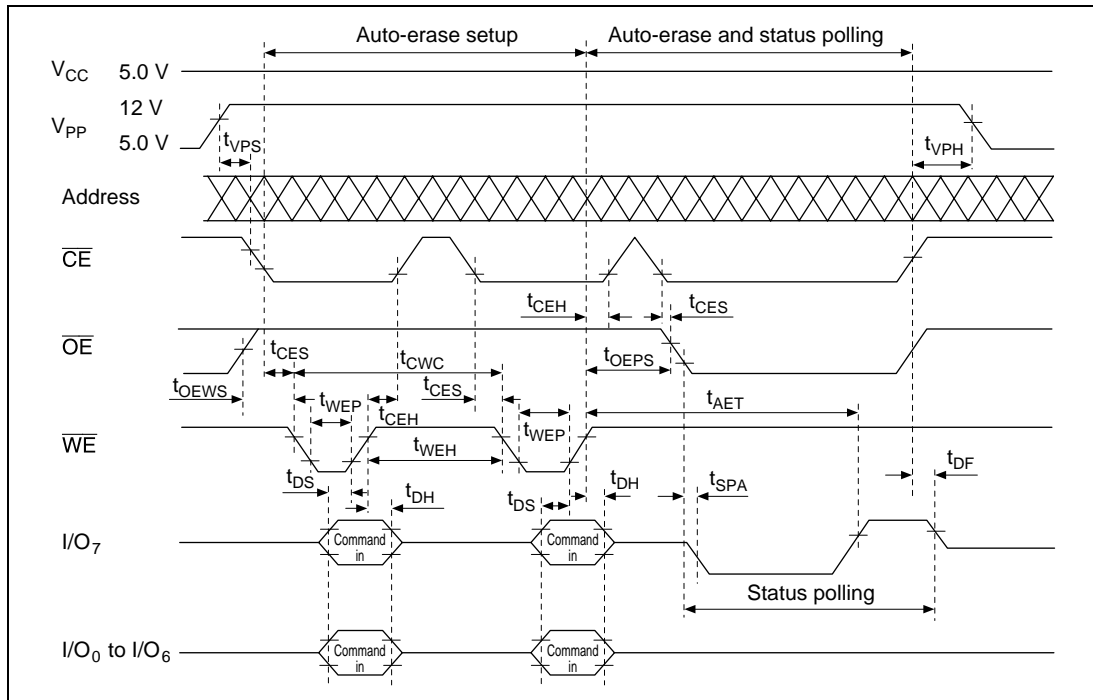 Auto-erase setup Auto-erase and status polling
VCC 5.0 V
12 V
VPP
5.0 V
tVPS
tVPH
Address
CE
tCEH tCES
OE
tCES tCWC tOEPS
tOEWS tWEP tCES tAET
tCEH tWEP
WE
tWEH
tDS tDH tDS tDH tSPA tDF
I/O7 Command in Command in
Status polling
I/O0 to I/O6 Command in Command in